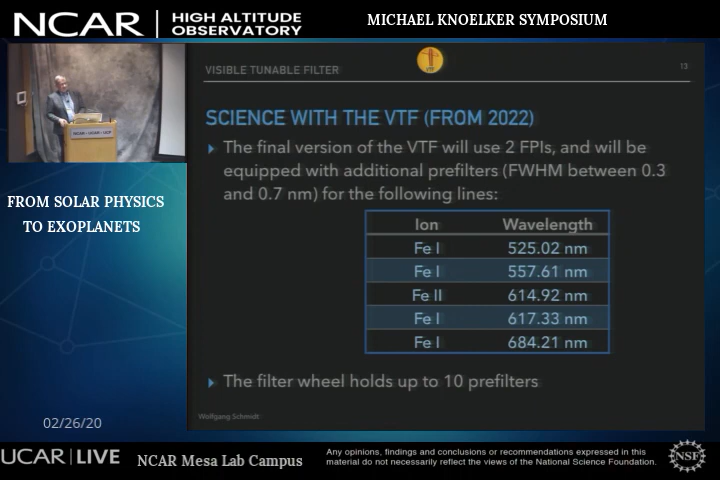 NCAR
HIGH ALTITUDE
OBSERVATORY
MICHAEL KNOELKER SYMPOSIUM
VISIBLE TUNABLE FILTER
VTF
13
SCIENCE WITH THE VTF (FROM 2022)
The final version of the VTF will use 2 FPIs, and will be
equipped with additional prefilters (FWHM between 0.3
and 0.7 nm) for the following lines:
Ion Wavelength
Fe I 525.02 nm
Fe I 557.61 nm
Fe II 614.92 nm
Fe I 617.33 nm
Fe I 684.21 nm
The filter wheel holds up to 10 prefilters
Wolfgang Schmidt
FROM SOLAR PHYSICS
TO EXOPLANETS
02/26/20
UCAR | LIVE
NCAR Mesa Lab Campus
Any opinions, findings and conclusions or recommendations expressed in this
material do not necessarily reflect the views of the National Science Foundation.
NSF